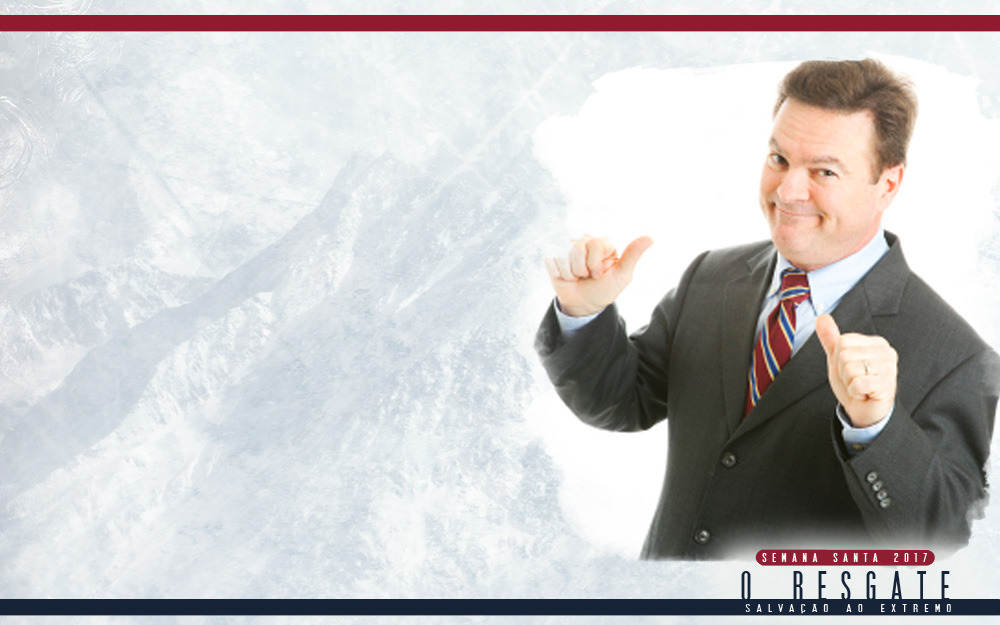 SEMANA SANTA 2017
O RESGATE
SALVAÇÃO AO EXTREMO